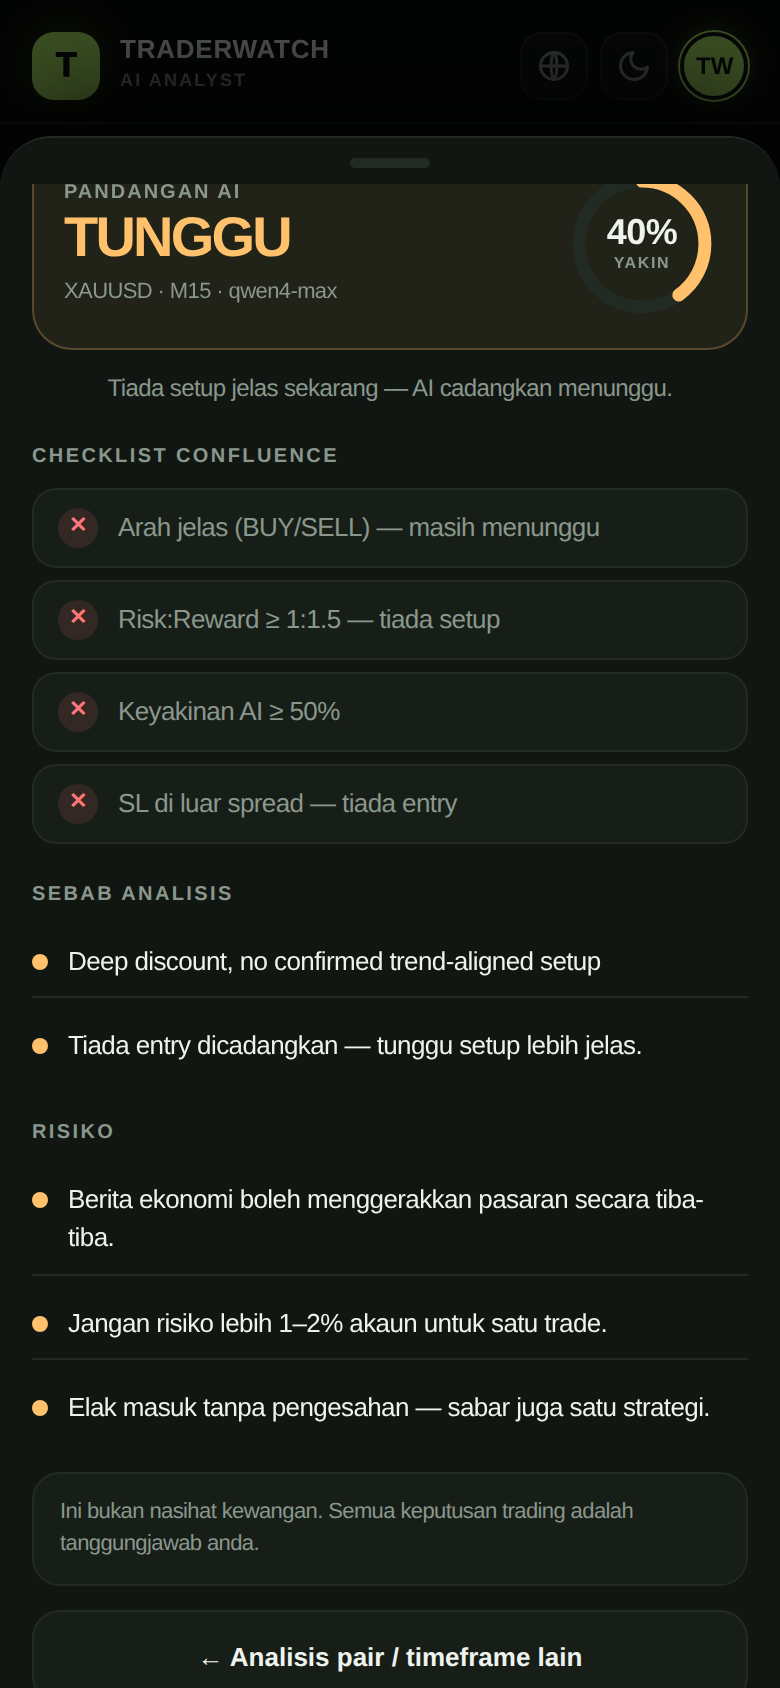 T
TRADERWATCH
AI ANALYST
TW
PANDANGAN AI
TUNGGU
XAUUSD · M15 · qwen4-max
40%
YAKIN
Tiada setup jelas sekarang — AI cadangkan menunggu.
CHECKLIST CONFLUENCE
✕ Arah jelas (BUY/SELL) — masih menunggu
✕ Risk:Reward ≥ 1:1.5 — tiada setup
✕ Keyakinan AI ≥ 50%
✕ SL di luar spread — tiada entry
SEBAB ANALISIS
Deep discount, no confirmed trend-aligned setup
Tiada entry dicadangkan — tunggu setup lebih jelas.
RISIKO
Berita ekonomi boleh menggerakkan pasaran secara tiba-
tiba.
Jangan risiko lebih 1–2% akaun untuk satu trade.
Elak masuk tanpa pengesahan — sabar juga satu strategi.
Ini bukan nasihat kewangan. Semua keputusan trading adalah
tanggungjawab anda.
← Analisis pair / timeframe lain